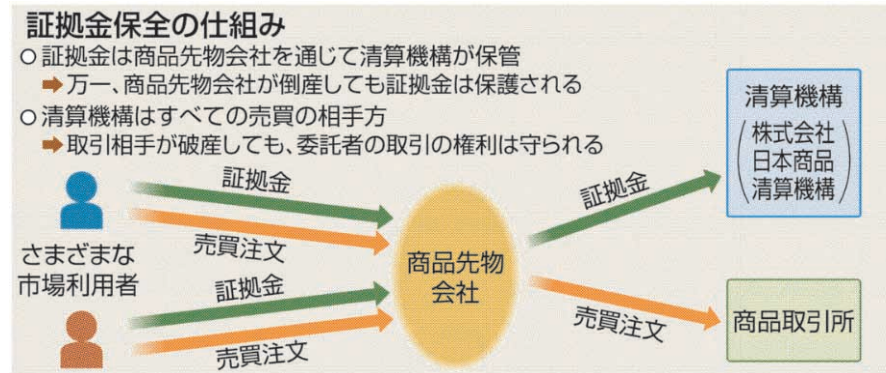 証拠金保全の仕組み
○証拠金は商品先物会社を通じて清算機構が保管
➡万一、商品先物会社が倒産しても証拠金は保護される
○清算機構はすべての売買の相手方
➡取引相手が破産しても、委託者の取引の権利は守られる
さまざまな
市場利用者
証拠金
売買注文
証拠金
売買注文
商品先物
会社
証拠金
売買注文
清算機構
(株式会社
日本商品
清算機構)
商品取引所